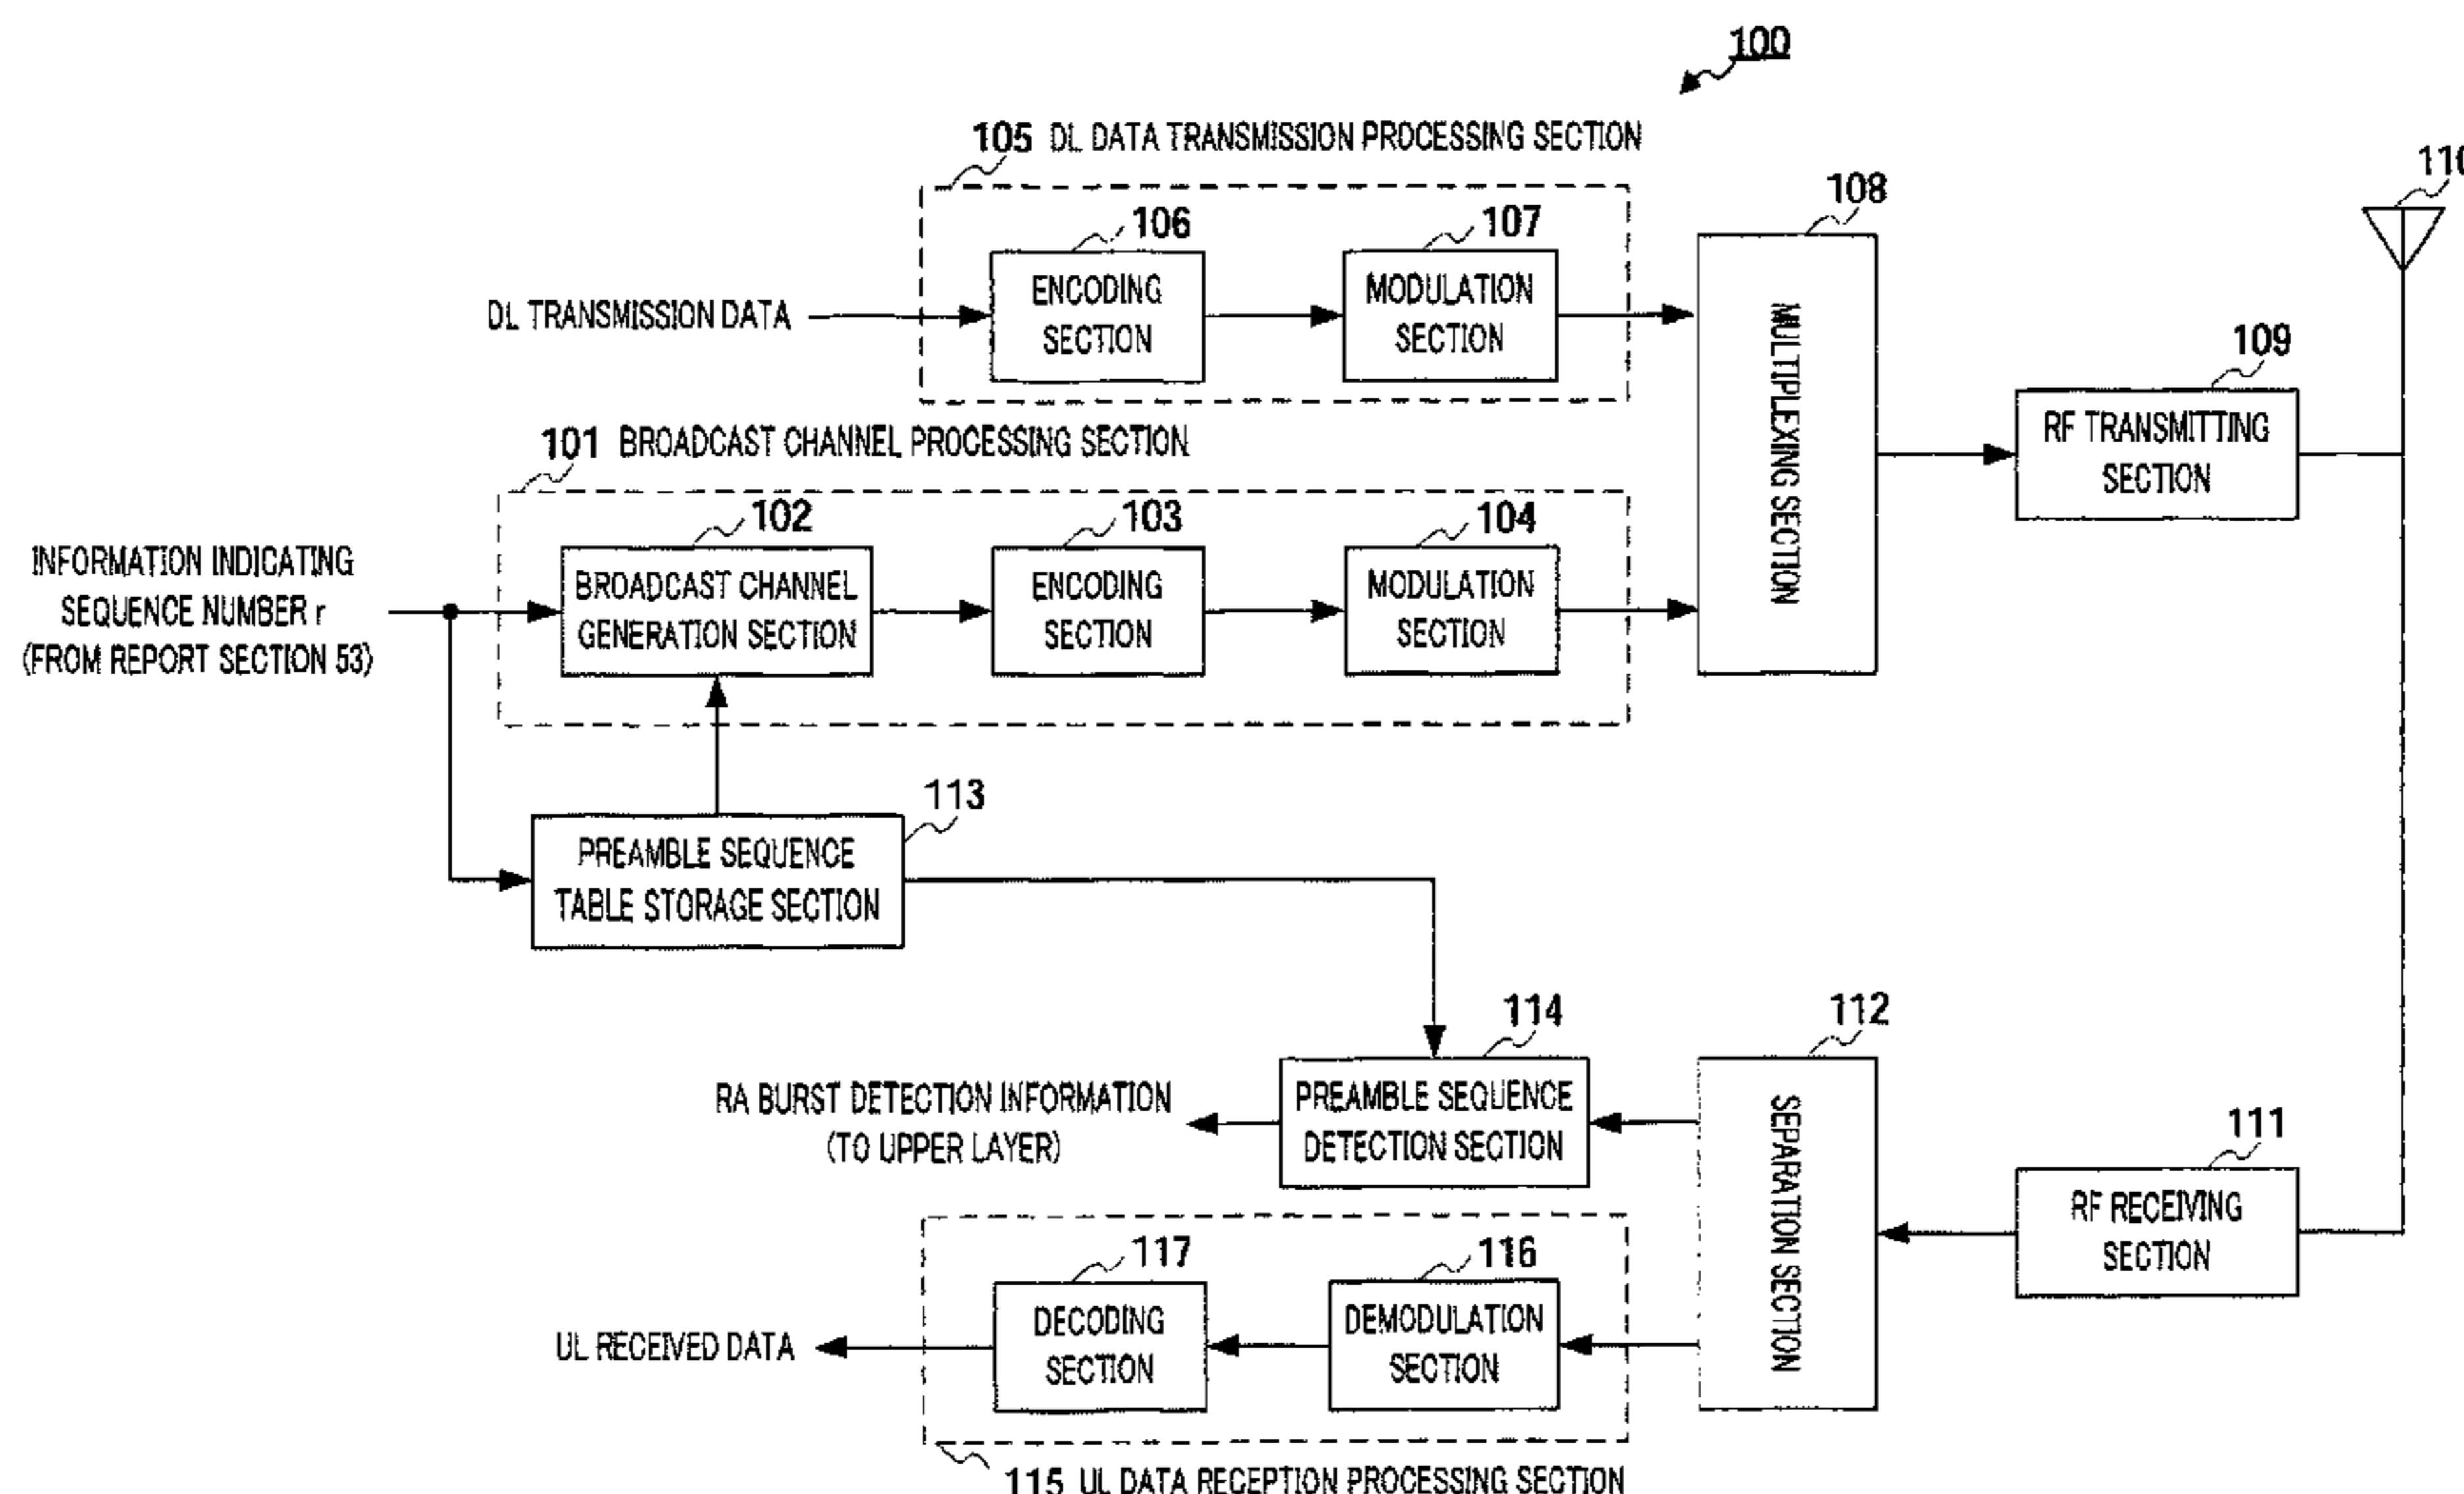 100
105 DL DATA TRANSMISSION PROCESSING SECTION
110
108
106
107
ENCODING
SECTION
MODULATION
SECTION
DL TRANSMISSION DATA
MULTIPLEXING SECTION
109
RF TRANSMITTING
SECTION
101 BROADCAST CHANNEL PROCESSING SECTION
102
103
104
INFORMATION INDICATING
SEQUENCE NUMBER r
(FROM REPORT SECTION 53)
BROADCAST CHANNEL
GENERATION SECTION
ENCODING
SECTION
MODULATION
SECTION
113
PREAMBLE SEQUENCE
TABLE STORAGE SECTION
114
112
RA BURST DETECTION INFORMATION
(TO UPPER LAYER)
PREAMBLE SEQUENCE
DETECTION SECTION
SEPARATION SECTION
111
RF RECEIVING
SECTION
117
116
UL RECEIVED DATA
DECODING
SECTION
DEMODULATION
SECTION
115 UL DATA RECEPTION PROCESSING SECTION